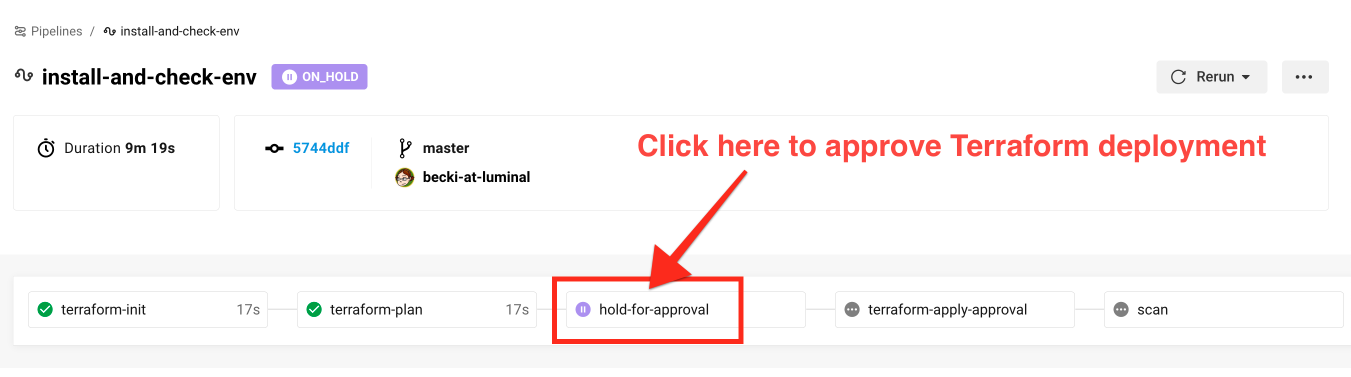 Pipelines / install-and-check-env
install-and-check-env ON_HOLD Rerun
Duration 9m 19s 5744ddf master
becki-at-luminal
Click here to approve Terraform deployment
terraform-init 17s terraform-plan 17s hold-for-approval terraform-apply-approval scan